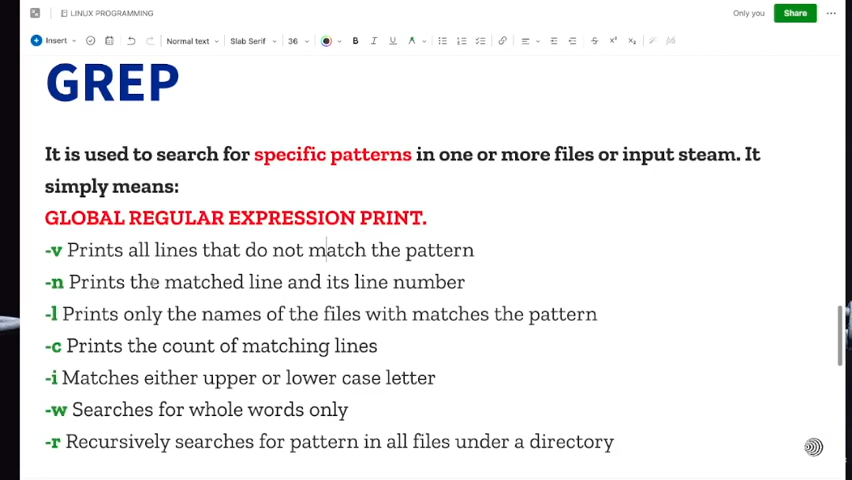 LINUX PROGRAMMING
Only you
Share
Insert
Normal text
Slab Serif
36
B
I
U
A
GREP
It is used to search for specific patterns in one or more files or input steam. It
simply means:
GLOBAL REGULAR EXPRESSION PRINT.
-v Prints all lines that do not match the pattern
-n Prints the matched line and its line number
-l Prints only the names of the files with matches the pattern
-c Prints the count of matching lines
-i Matches either upper or lower case letter
-w Searches for whole words only
-r Recursively searches for pattern in all files under a directory